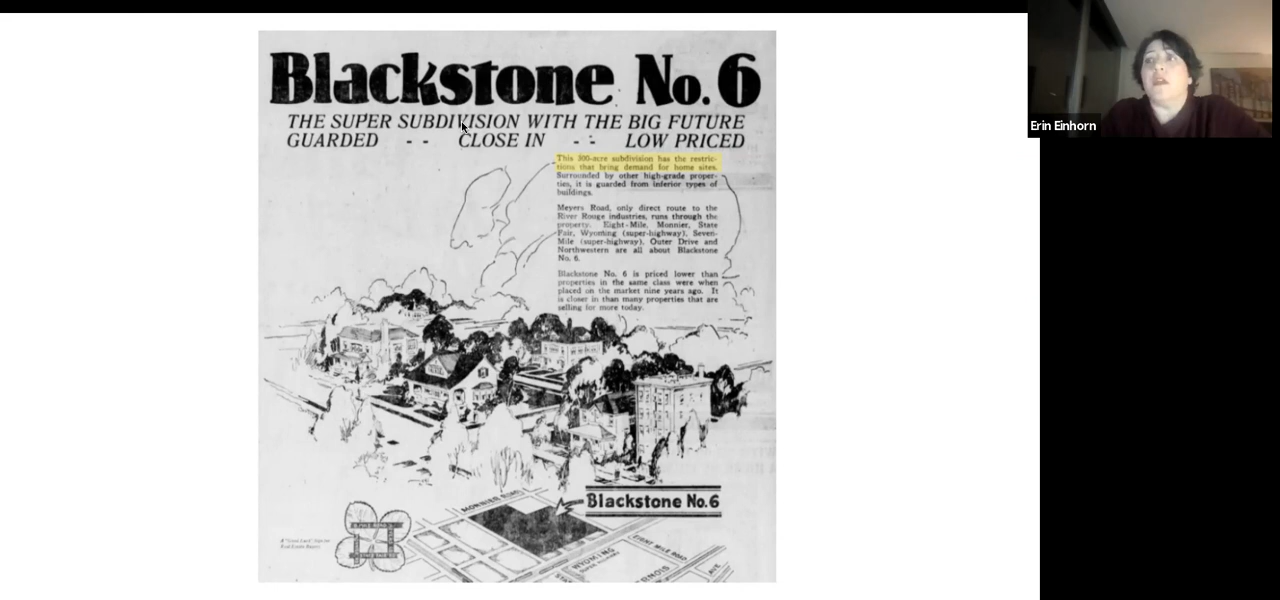 Blackstone No. 6
THE SUPER SUBDIVISION WITH THE BIG FUTURE
GUARDED - - CLOSE IN - - LOW PRICED
This 300-acre subdivision has the restric-
tions that bring demand for home sites.
Surrounded by other high-grade proper-
ties, it is guarded from inferior types of
buildings.
Meyers Road, only direct route to the
River Rouge industries, runs through the
property. Eight-Mile, Monnier, State
Fair, Wyoming (super-highway), Seven-
Mile (super-highway), Outer Drive and
Northwestern are all about Blackstone
No. 6.
Blackstone No. 6 is priced lower than
properties in the same class were when
placed on the market nine years ago. It
is closer in than many properties that are
selling for more today.
Blackstone No. 6
MONNIER ROAD
WYOMING
EIGHT MILE ROAD
AVE
Erin Einhorn